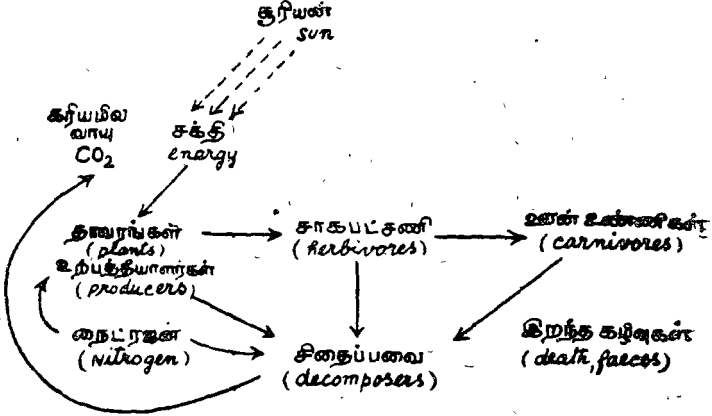 சூரியன்
sun
கரியமில
வாயு
CO2
சக்தி
energy
தாவரங்கள்
(plants)
உற்பத்தியாளர்கள்
(producers)
சாகபட்சணி
(herbivores)
ஊன் உண்ணிகள்
(carnivores)
நைட்ரஜன்
(Nitrogen)
சிதைப்பவை
(decomposers)
இறந்த கழிவுகள்
(death, faeces)